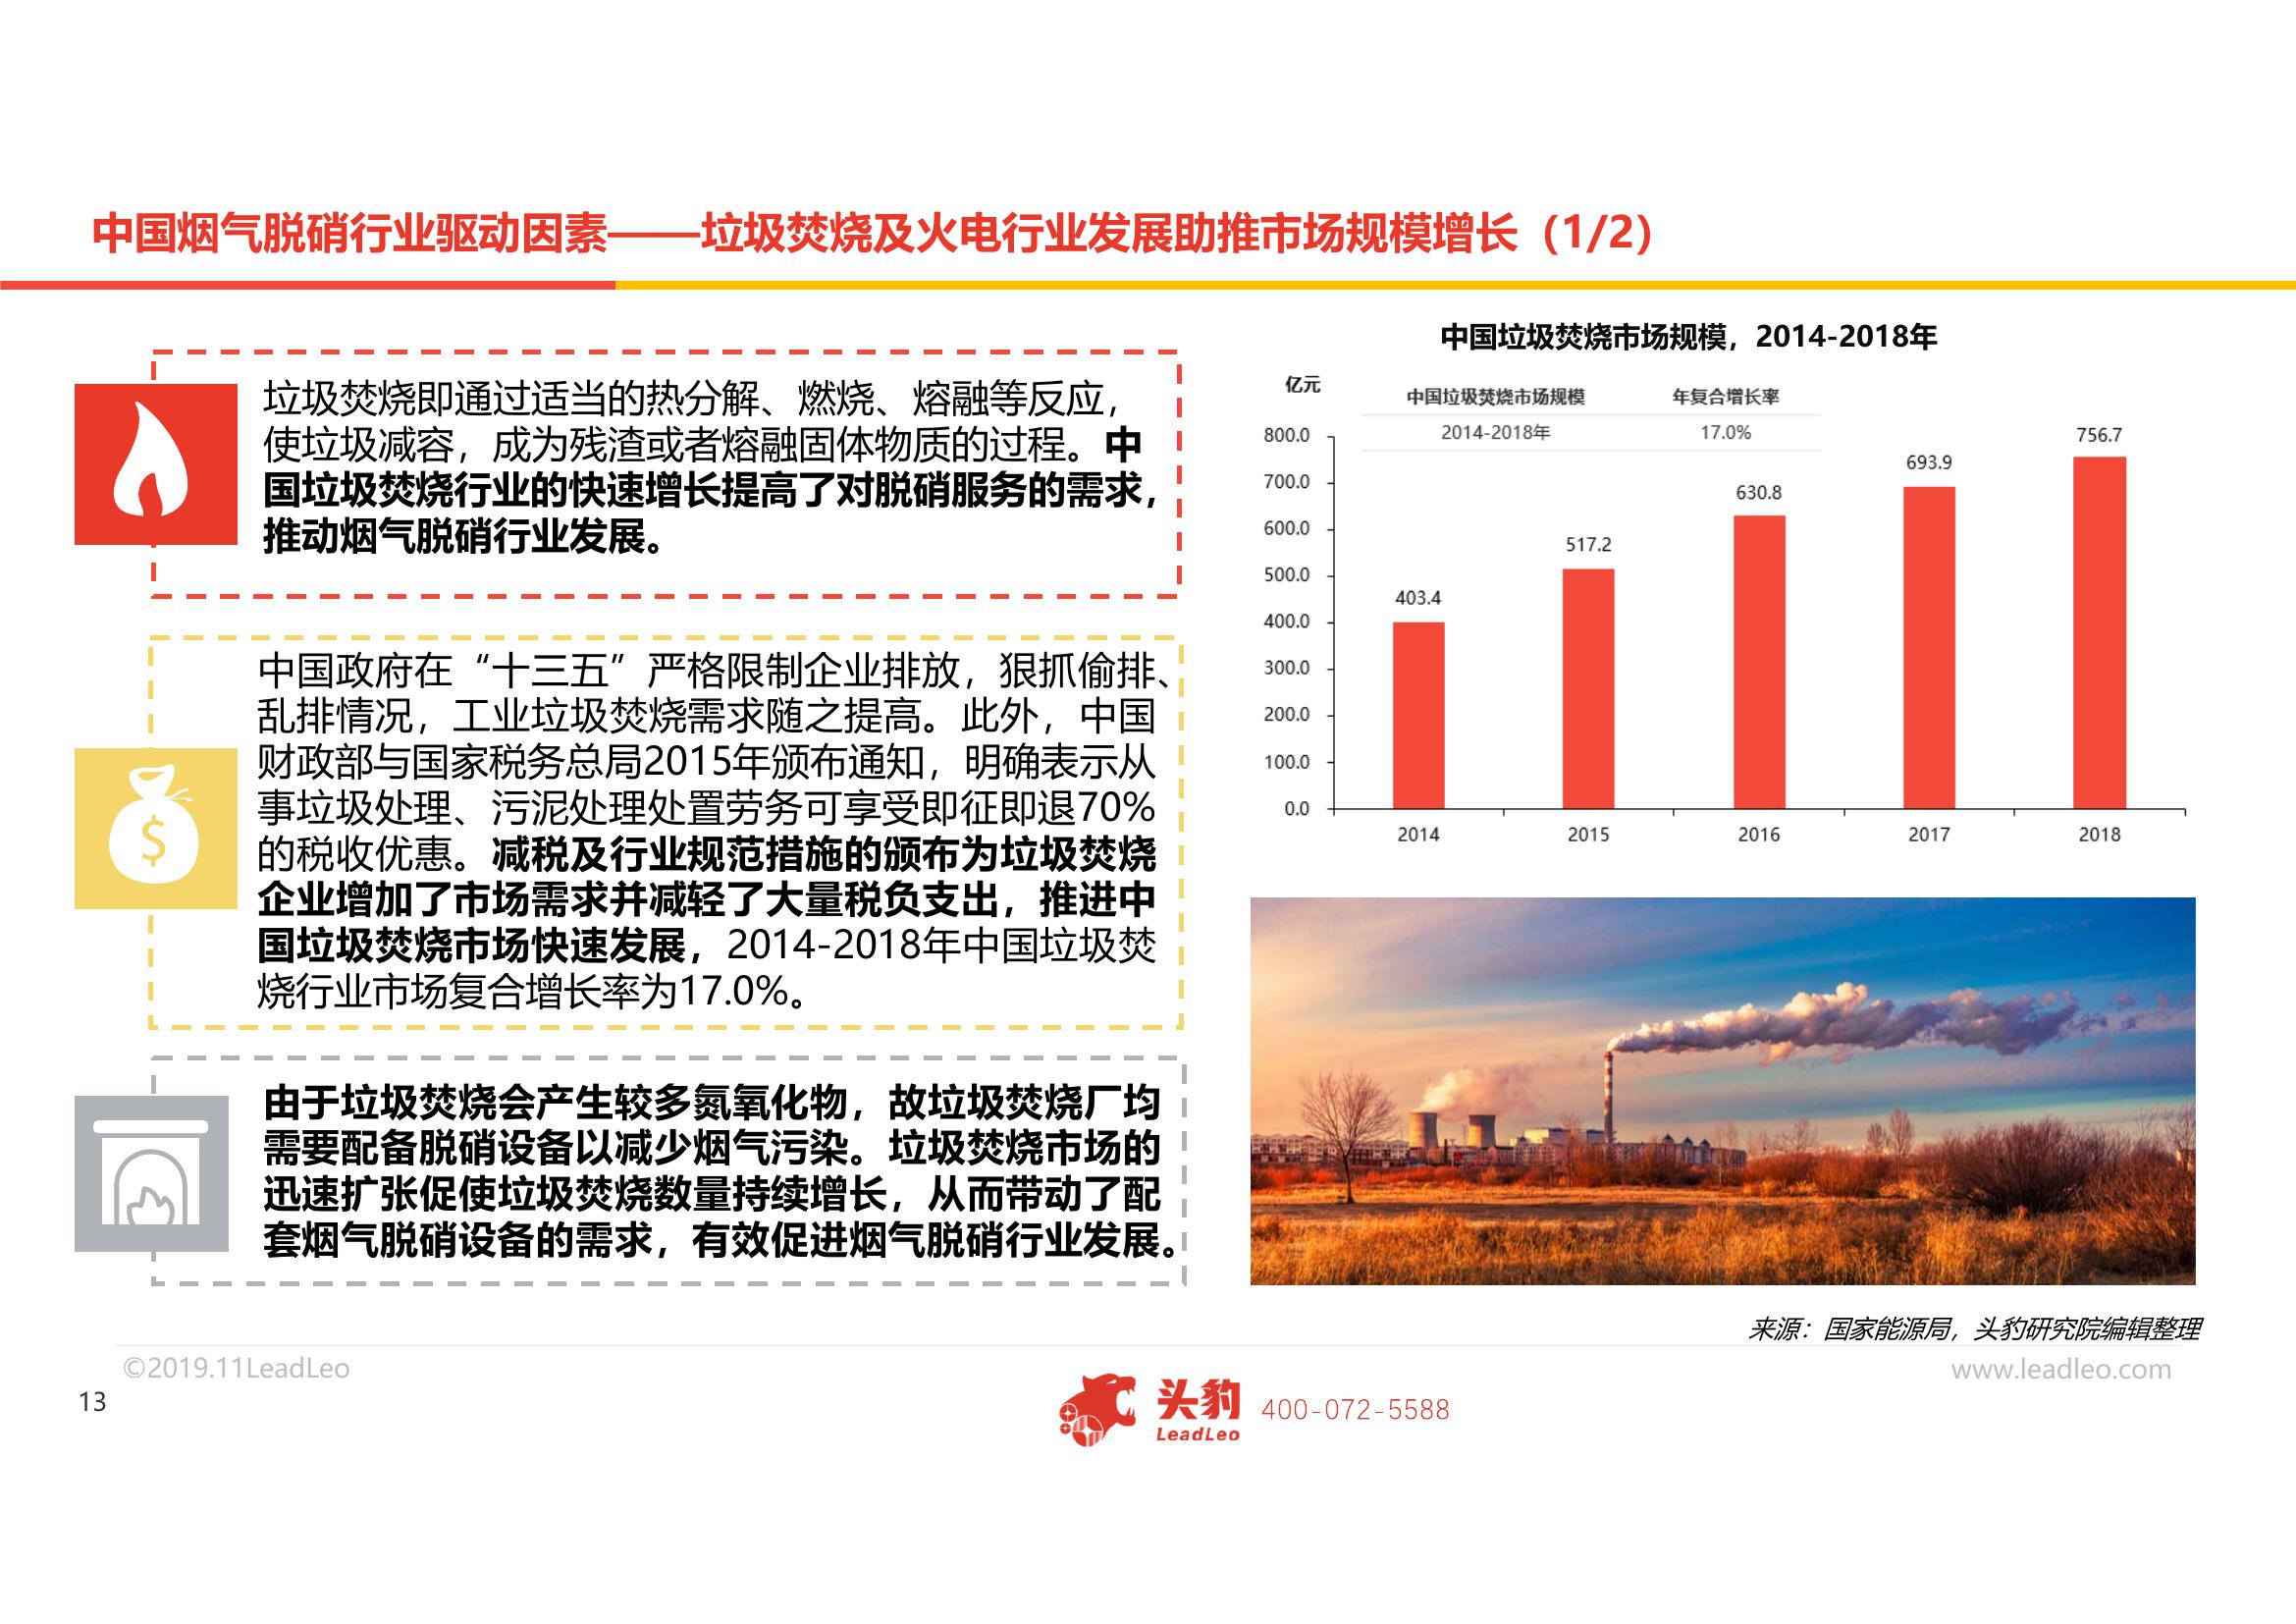 中国烟气脱硝行业驱动因素——垃圾焚烧及火电行业发展助推市场规模增长（1/2）
垃圾焚烧即通过适当的热分解、燃烧、熔融等反应，
使垃圾减容，成为残渣或者熔融固体物质的过程。中
国垃圾焚烧行业的快速增长提高了对脱硝服务的需求，
推动烟气脱硝行业发展。
$
中国政府在“十三五”严格限制企业排放，狠抓偷排、
乱排情况，工业垃圾焚烧需求随之提高。此外，中国
财政部与国家税务总局2015年颁布通知，明确表示从
事垃圾处理、污泥处理处置劳务可享受即征即退70%
的税收优惠。减税及行业规范措施的颁布为垃圾焚烧
企业增加了市场需求并减轻了大量税负支出，推进中
国垃圾焚烧市场快速发展，2014-2018年中国垃圾焚
烧行业市场复合增长率为17.0%。
由于垃圾焚烧会产生较多氮氧化物，故垃圾焚烧厂均
需要配备脱硝设备以减少烟气污染。垃圾焚烧市场的
迅速扩张促使垃圾焚烧数量持续增长，从而带动了配
套烟气脱硝设备的需求，有效促进烟气脱硝行业发展。
中国垃圾焚烧市场规模，2014-2018年
亿元
中国垃圾焚烧市场规模 年复合增长率
2014-2018年 17.0%
800.0
700.0
600.0
500.0
400.0
300.0
200.0
100.0
0.0
403.4
517.2
630.8
693.9
756.7
2014 2015 2016 2017 2018
来源：国家能源局，头豹研究院编辑整理
©2019.11LeadLeo
www.leadleo.com
13
头豹
LeadLeo
400-072-5588